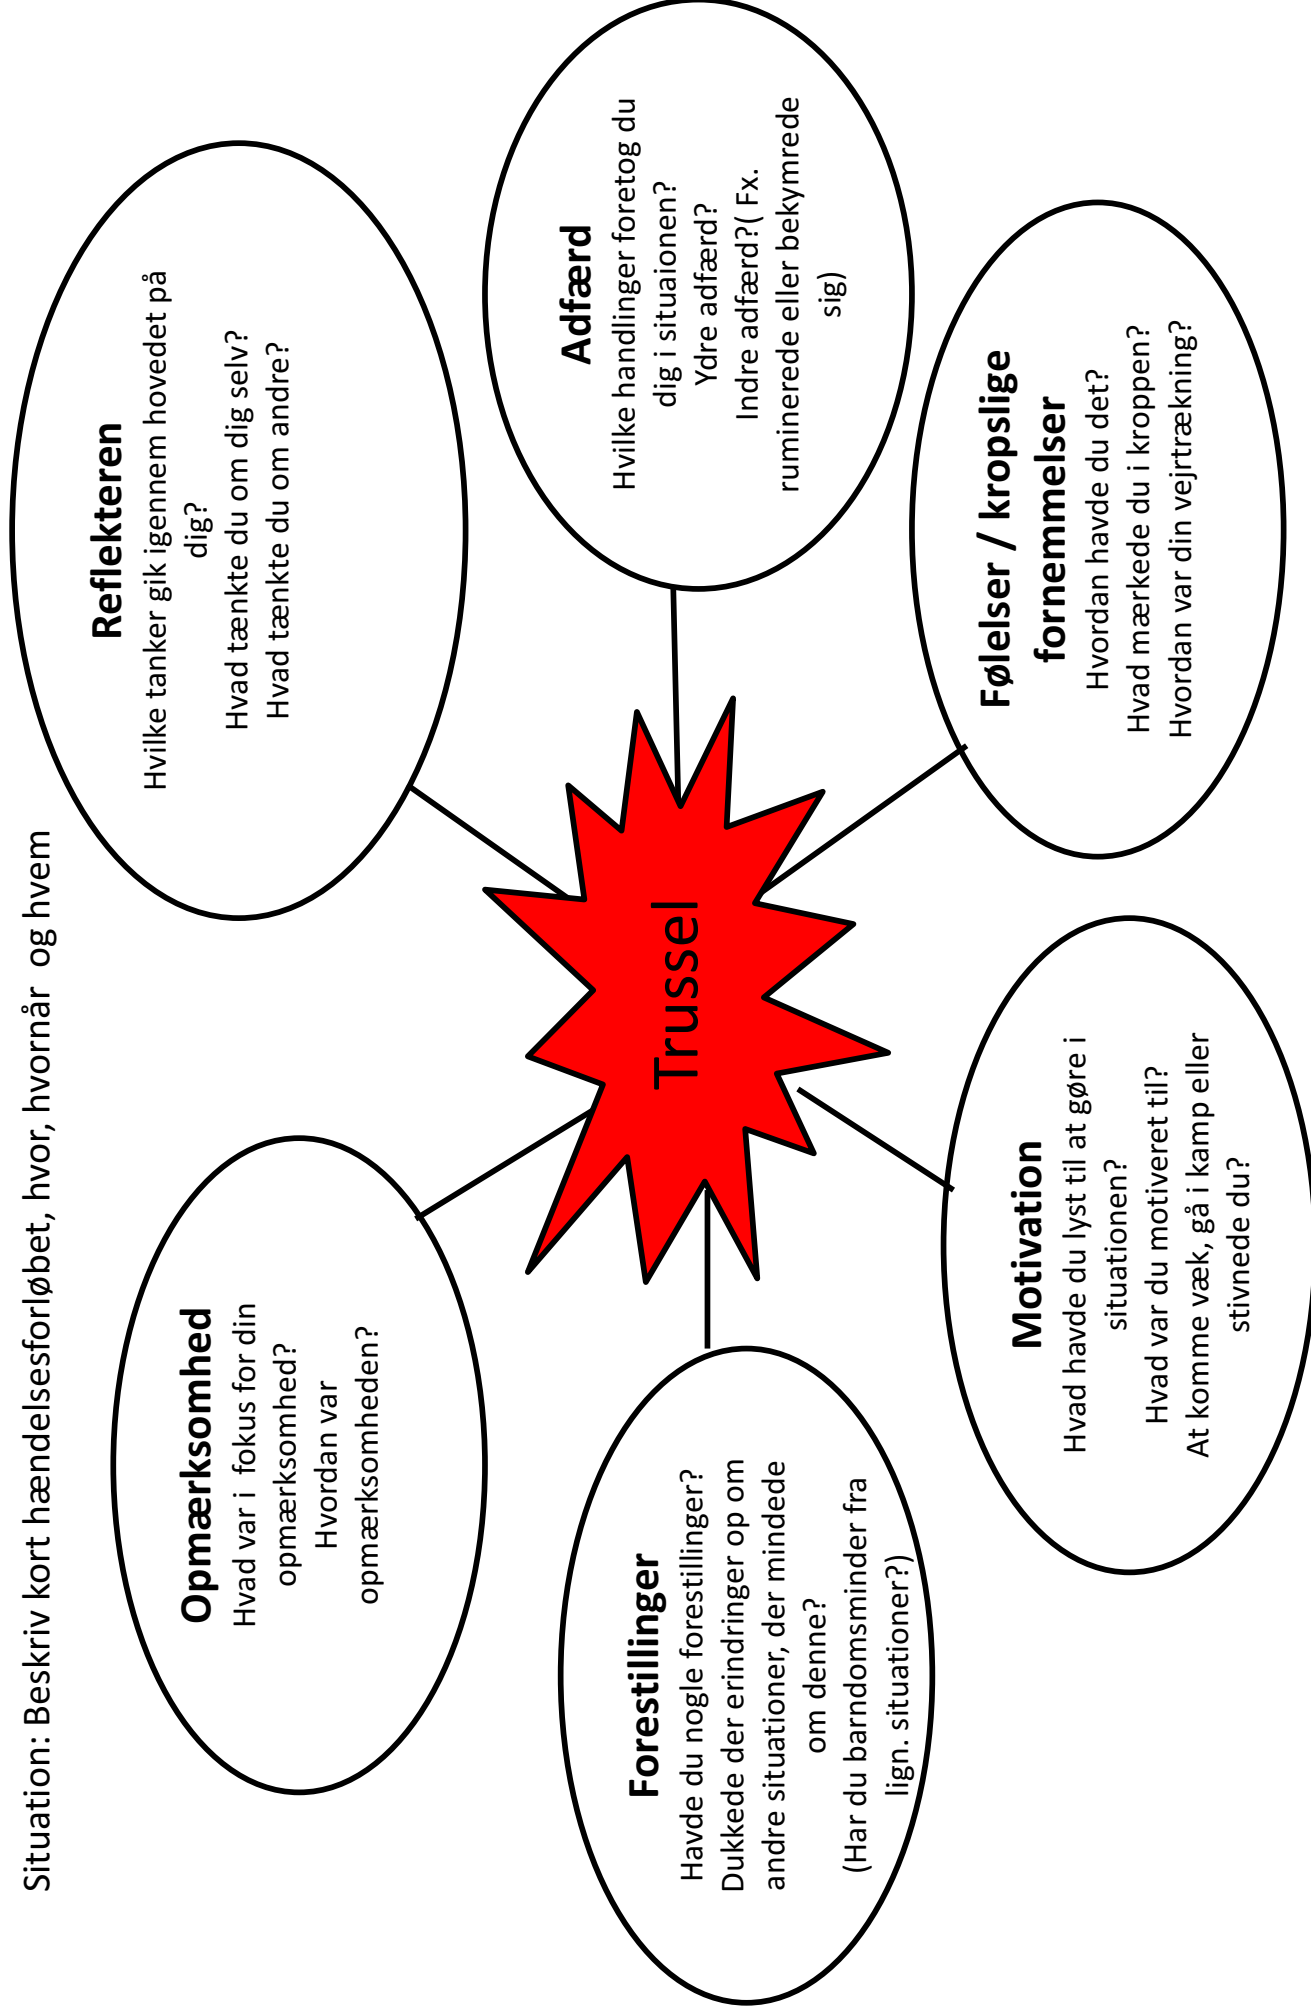 Situation: Beskriv kort hændelsesforløbet, hvor, hvornår og hvem
Opmærksomhed
Hvad var i fokus for din
opmærksomhed?
Hvordan var
opmærksomheden?
Reflekteren
Hvilke tanker gik igennem hovedet på
dig?
Hvad tænkte du om dig selv?
Hvad tænkte du om andre?
Forestillinger
Havde du nogle forestillinger?
Dukkede der erindringer op om
andre situationer, der mindede
om denne?
(Har du barndomsminder fra
lign. situationer?)
Trussel
Adfærd
Hvilke handlinger foretog du
dig i situaionen?
Ydre adfærd?
Indre adfærd?( Fx.
ruminerede eller bekymrede
sig)
Motivation
Hvad havde du lyst til at gøre i
situationen?
Hvad var du motiveret til?
At komme væk, gå i kamp eller
stivnede du?
Følelser / kropslige
fornemmelser
Hvordan havde du det?
Hvad mærkede du i kroppen?
Hvordan var din vejrtrækning?